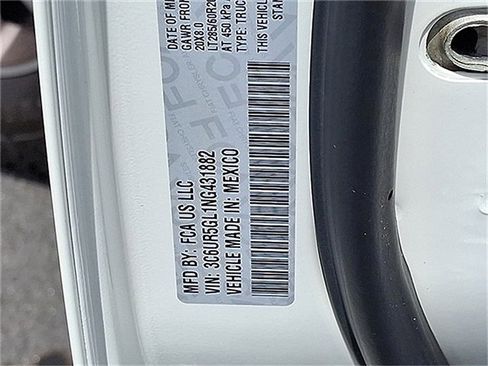 DATE OF M
GAWR FRO
20X8.0
LT285/60R20
AT 450 kPa
TYPE: TRUC
THIS VEHICLE
STA
MFD BY: FCA US LLC
VIN: 3C6UR5GL1NG431882
VEHICLE MADE IN: MEXICO